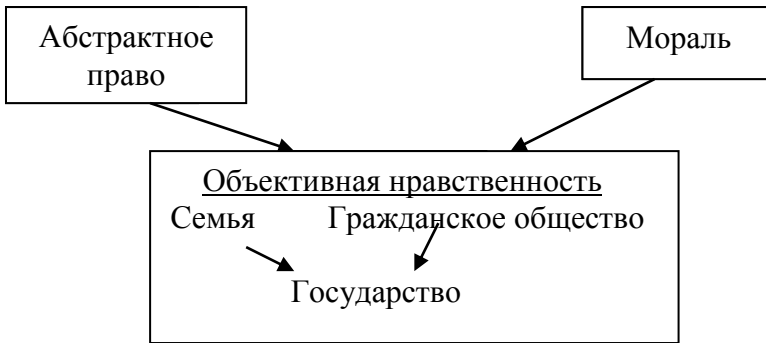 Абстрактное
право
Мораль
Объективная нравственность
Семья Гражданское общество
Государство